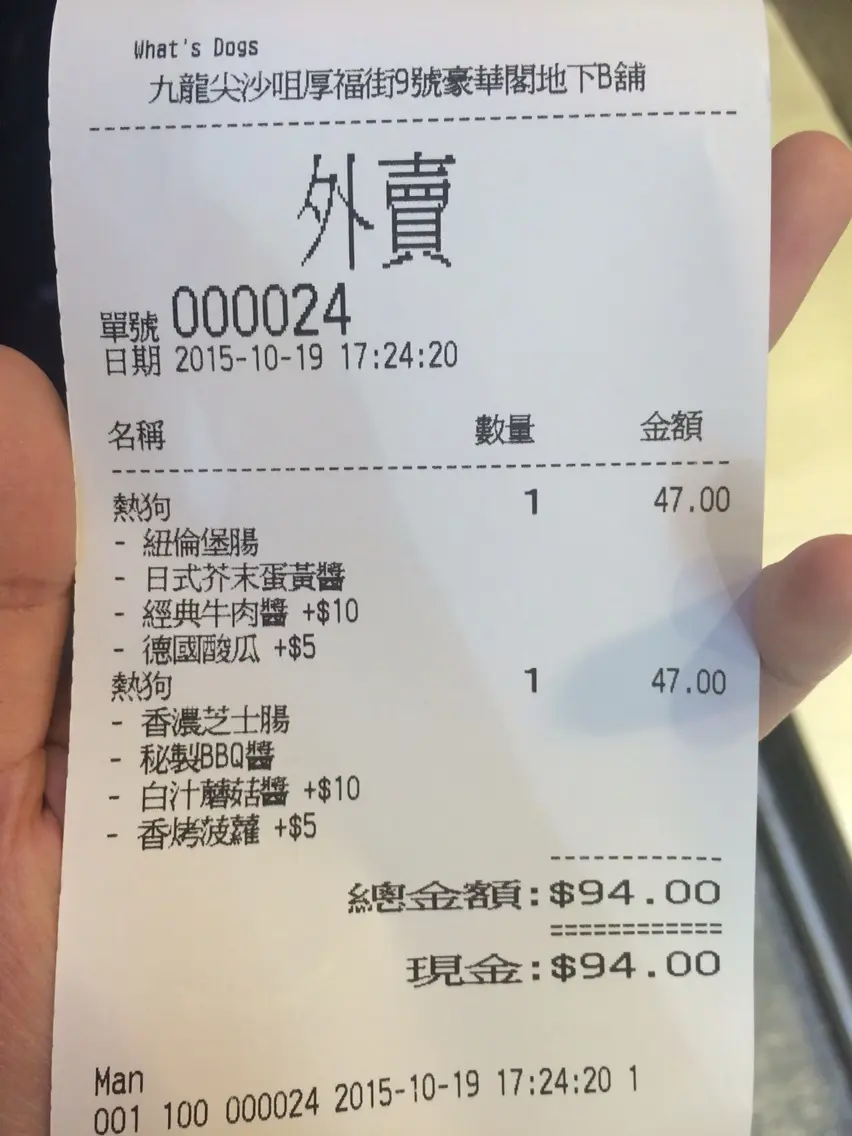 What's Dogs
九龍尖沙咀厚福街9號豪華閣地下B舖
外賣
單號 000024
日期 2015-10-19 17:24:20
名稱 數量 金額
熱狗 1 47.00
- 紐倫堡腸
- 日式芥末蛋黃醬
- 經典牛肉醬 +$10
- 德國酸瓜 +$5
熱狗 1 47.00
- 香濃芝士腸
- 秘製BBQ醬
- 白汁蘑菇醬 +$10
- 香烤菠蘿 +$5
總金額:$94.00
現金:$94.00
Man
001 100 000024 2015-10-19 17:24:20 1